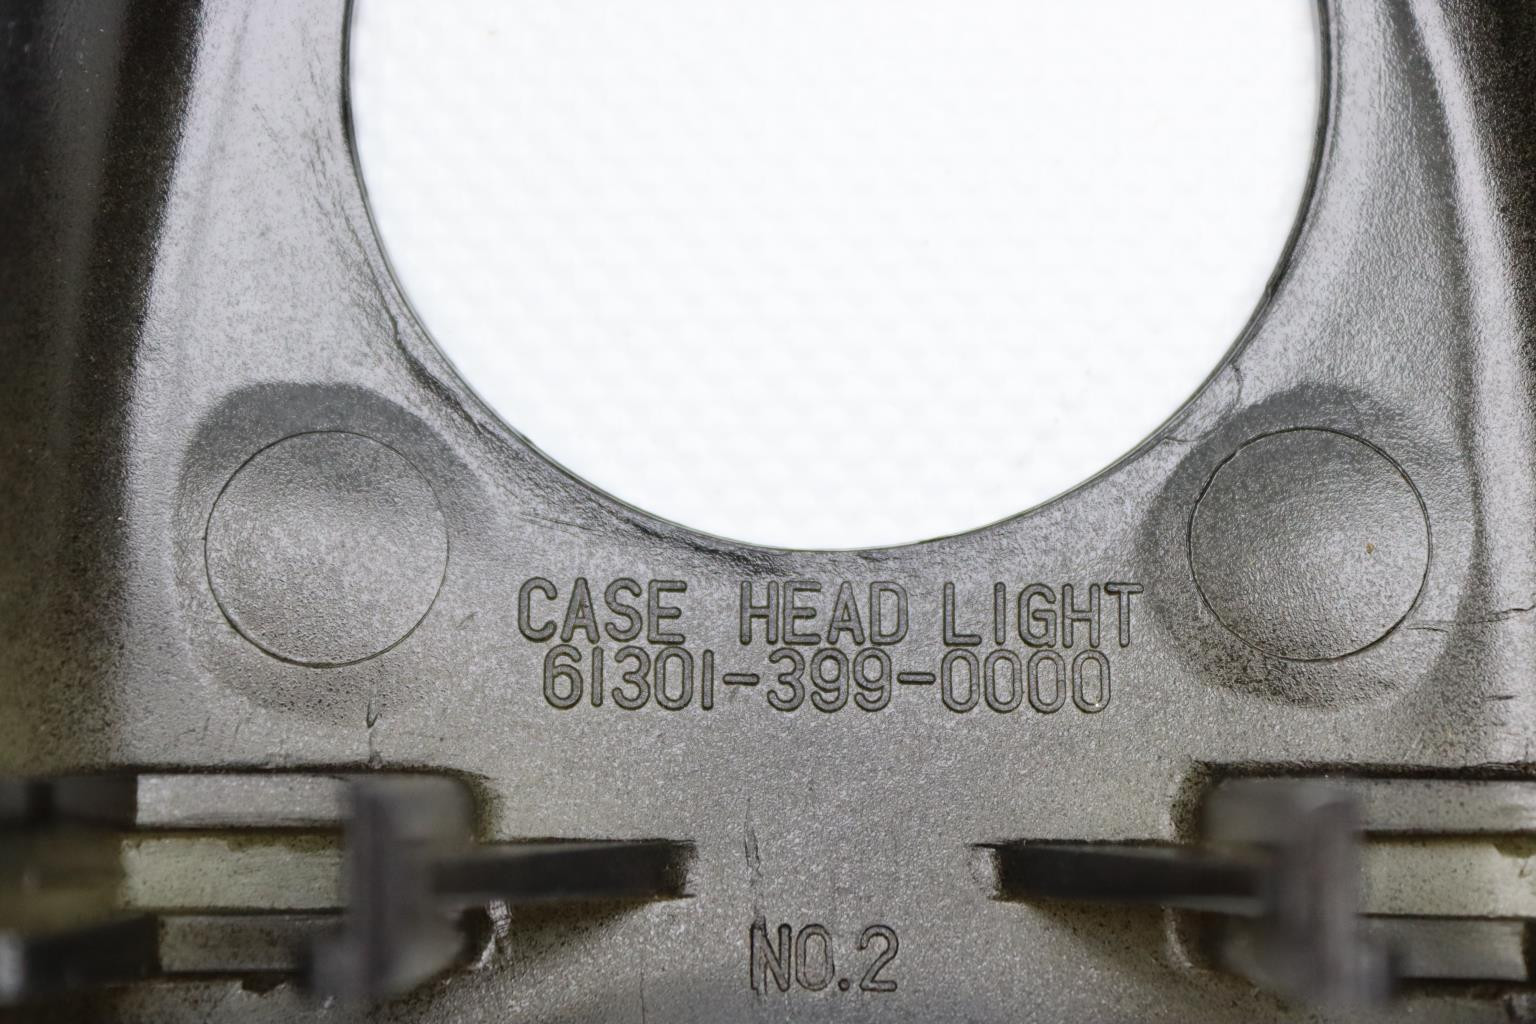 CASE HEAD LIGHT
61301-399-0000
NO.2